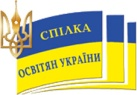 СПІЛКА
ОСВІТЯН УКРАЇНИ